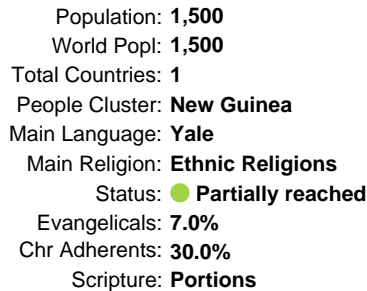 Population: 1,500
World Popl: 1,500
Total Countries: 1
People Cluster: New Guinea
Main Language: Yale
Main Religion: Ethnic Religions
Status: Partially reached
Evangelicals: 7.0%
Chr Adherents: 30.0%
Scripture: Portions